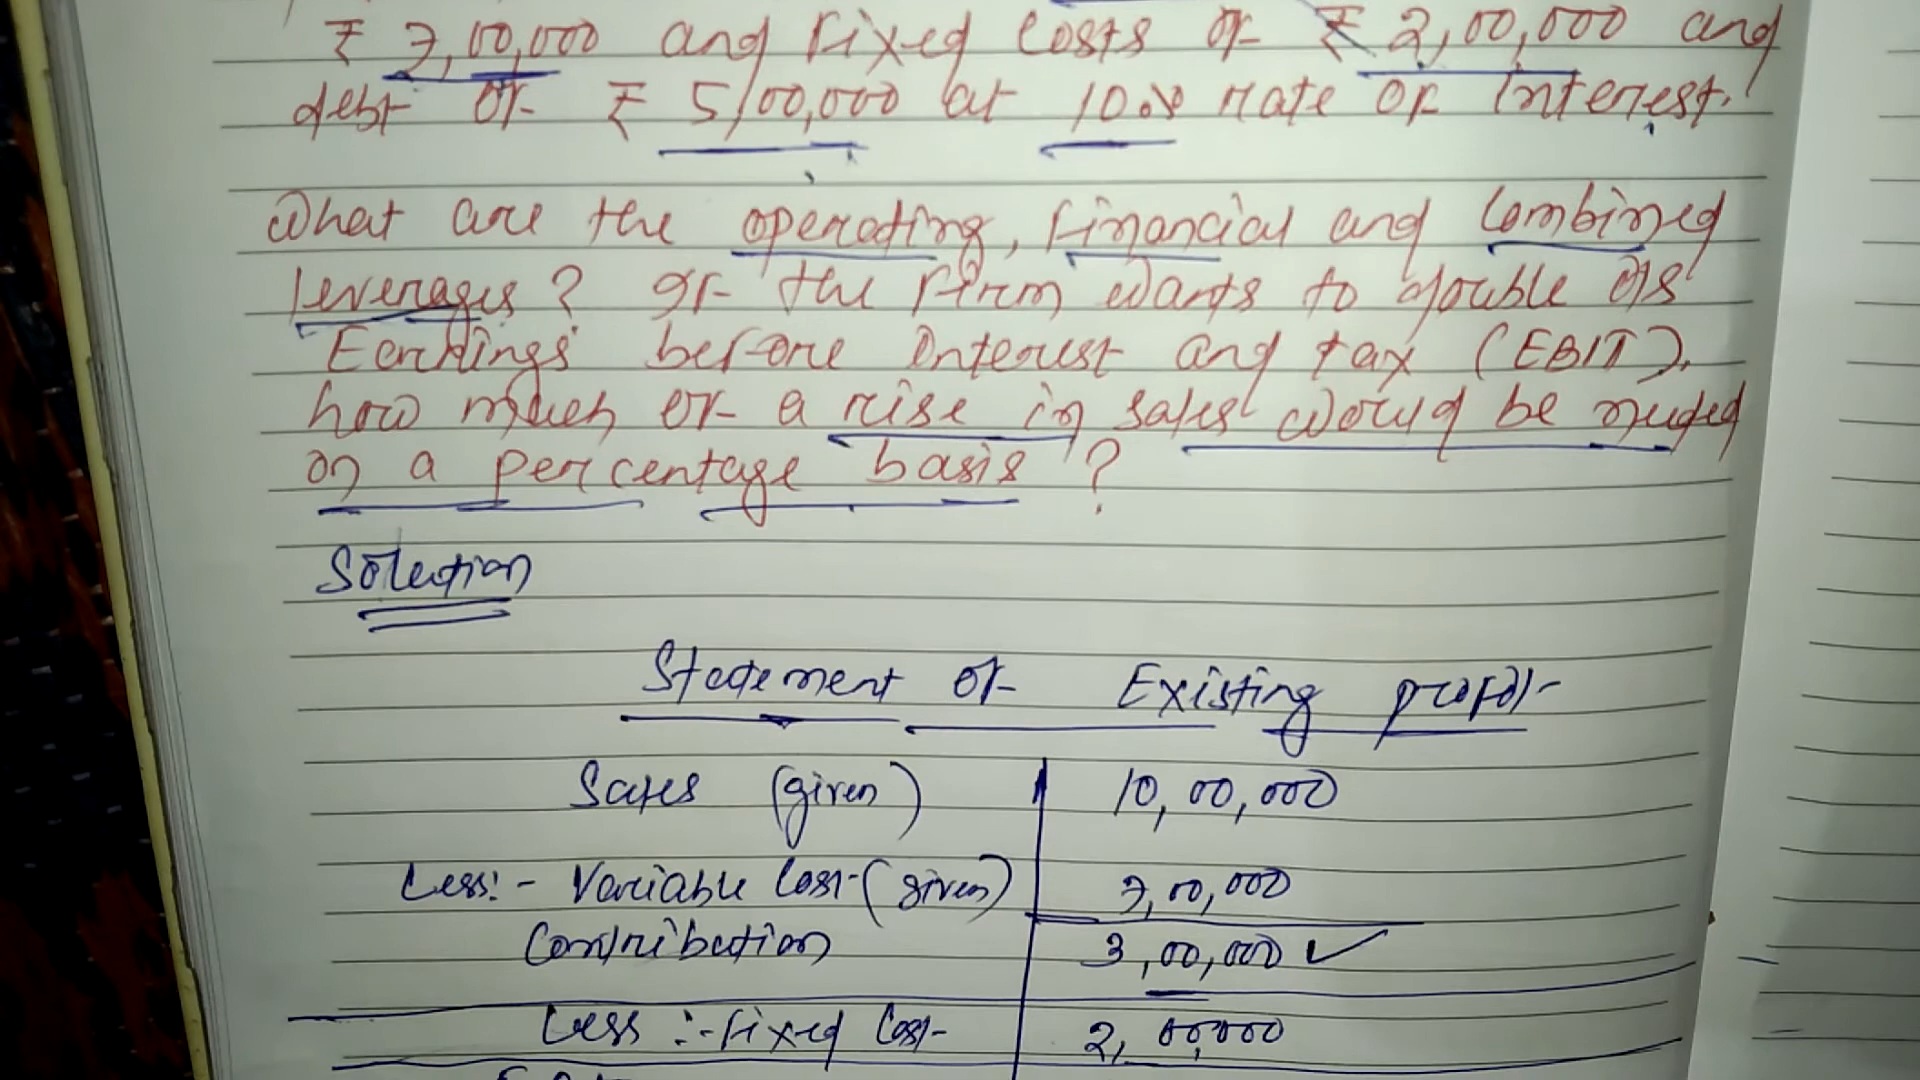 ₹ 7,00,000 and Fixed Costs of ₹ 2,00,000 and
debt of ₹ 5,00,000 at 10% rate of interest.
What are the operating, financial and Combined
leverages? If the firm wants to double its
Earnings before interest and tax (EBIT),
how much of a rise in sales would be needed
on a percentage basis?
Solution
Statement of Existing profit
Sales (given) 10,00,000
Less:- Variable Cost (given) 7,00,000
Contribution 3,00,000 ✓
Less :- Fixed Cost 2,00,000